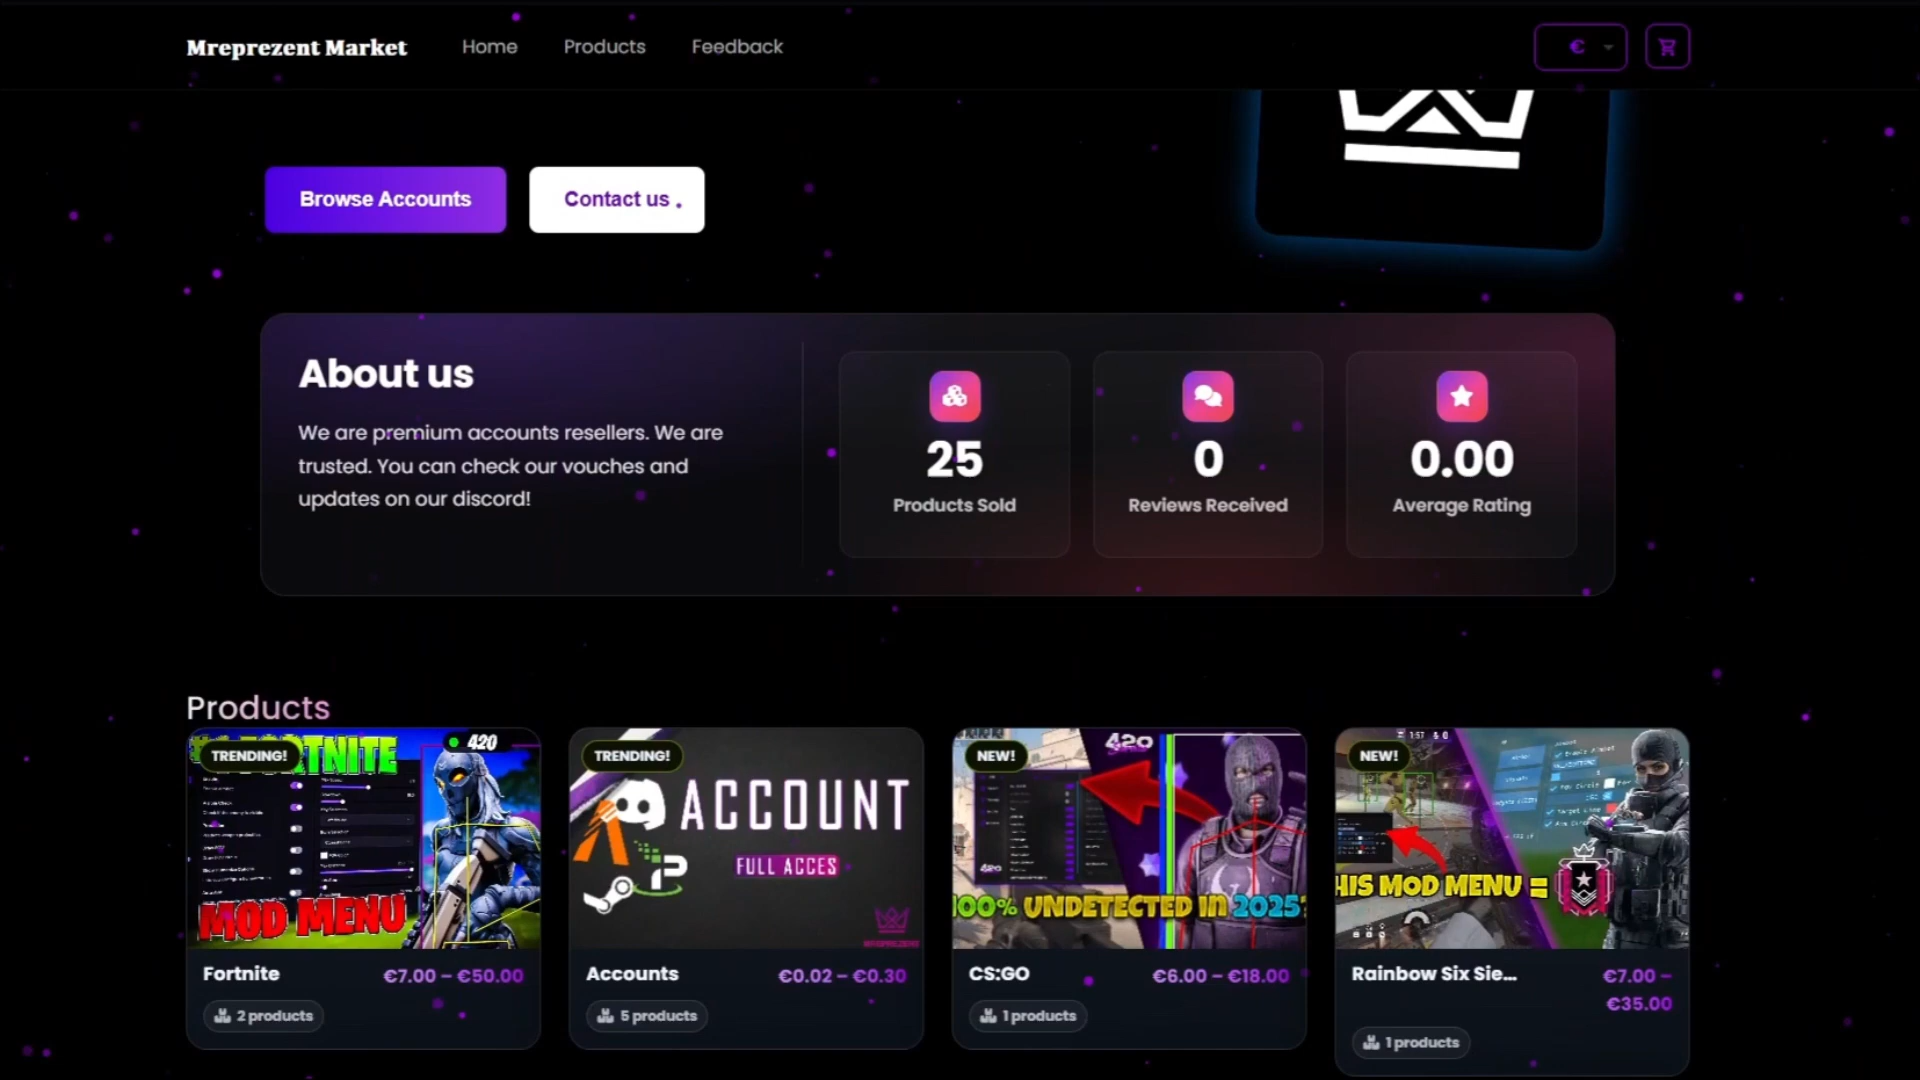 Mreprezent Market
Home
Products
Feedback
€
Browse Accounts
Contact us
About us
We are premium accounts resellers. We are
trusted. You can check our vouches and
updates on our discord!
25
Products Sold
0
Reviews Received
0.00
Average Rating
Products
TRENDING!
420
MOD MENU
Fortnite
€7.00 – €50.00
2 products
TRENDING!
ACCOUNT
FULL ACCES
Accounts
€0.02 – €0.30
5 products
NEW!
420
100% UNDETECTED IN 2025
CS:GO
€6.00 – €18.00
1 products
NEW!
HIS MOD MENU =
Rainbow Six Sie...
€7.00 –
€35.00
1 products